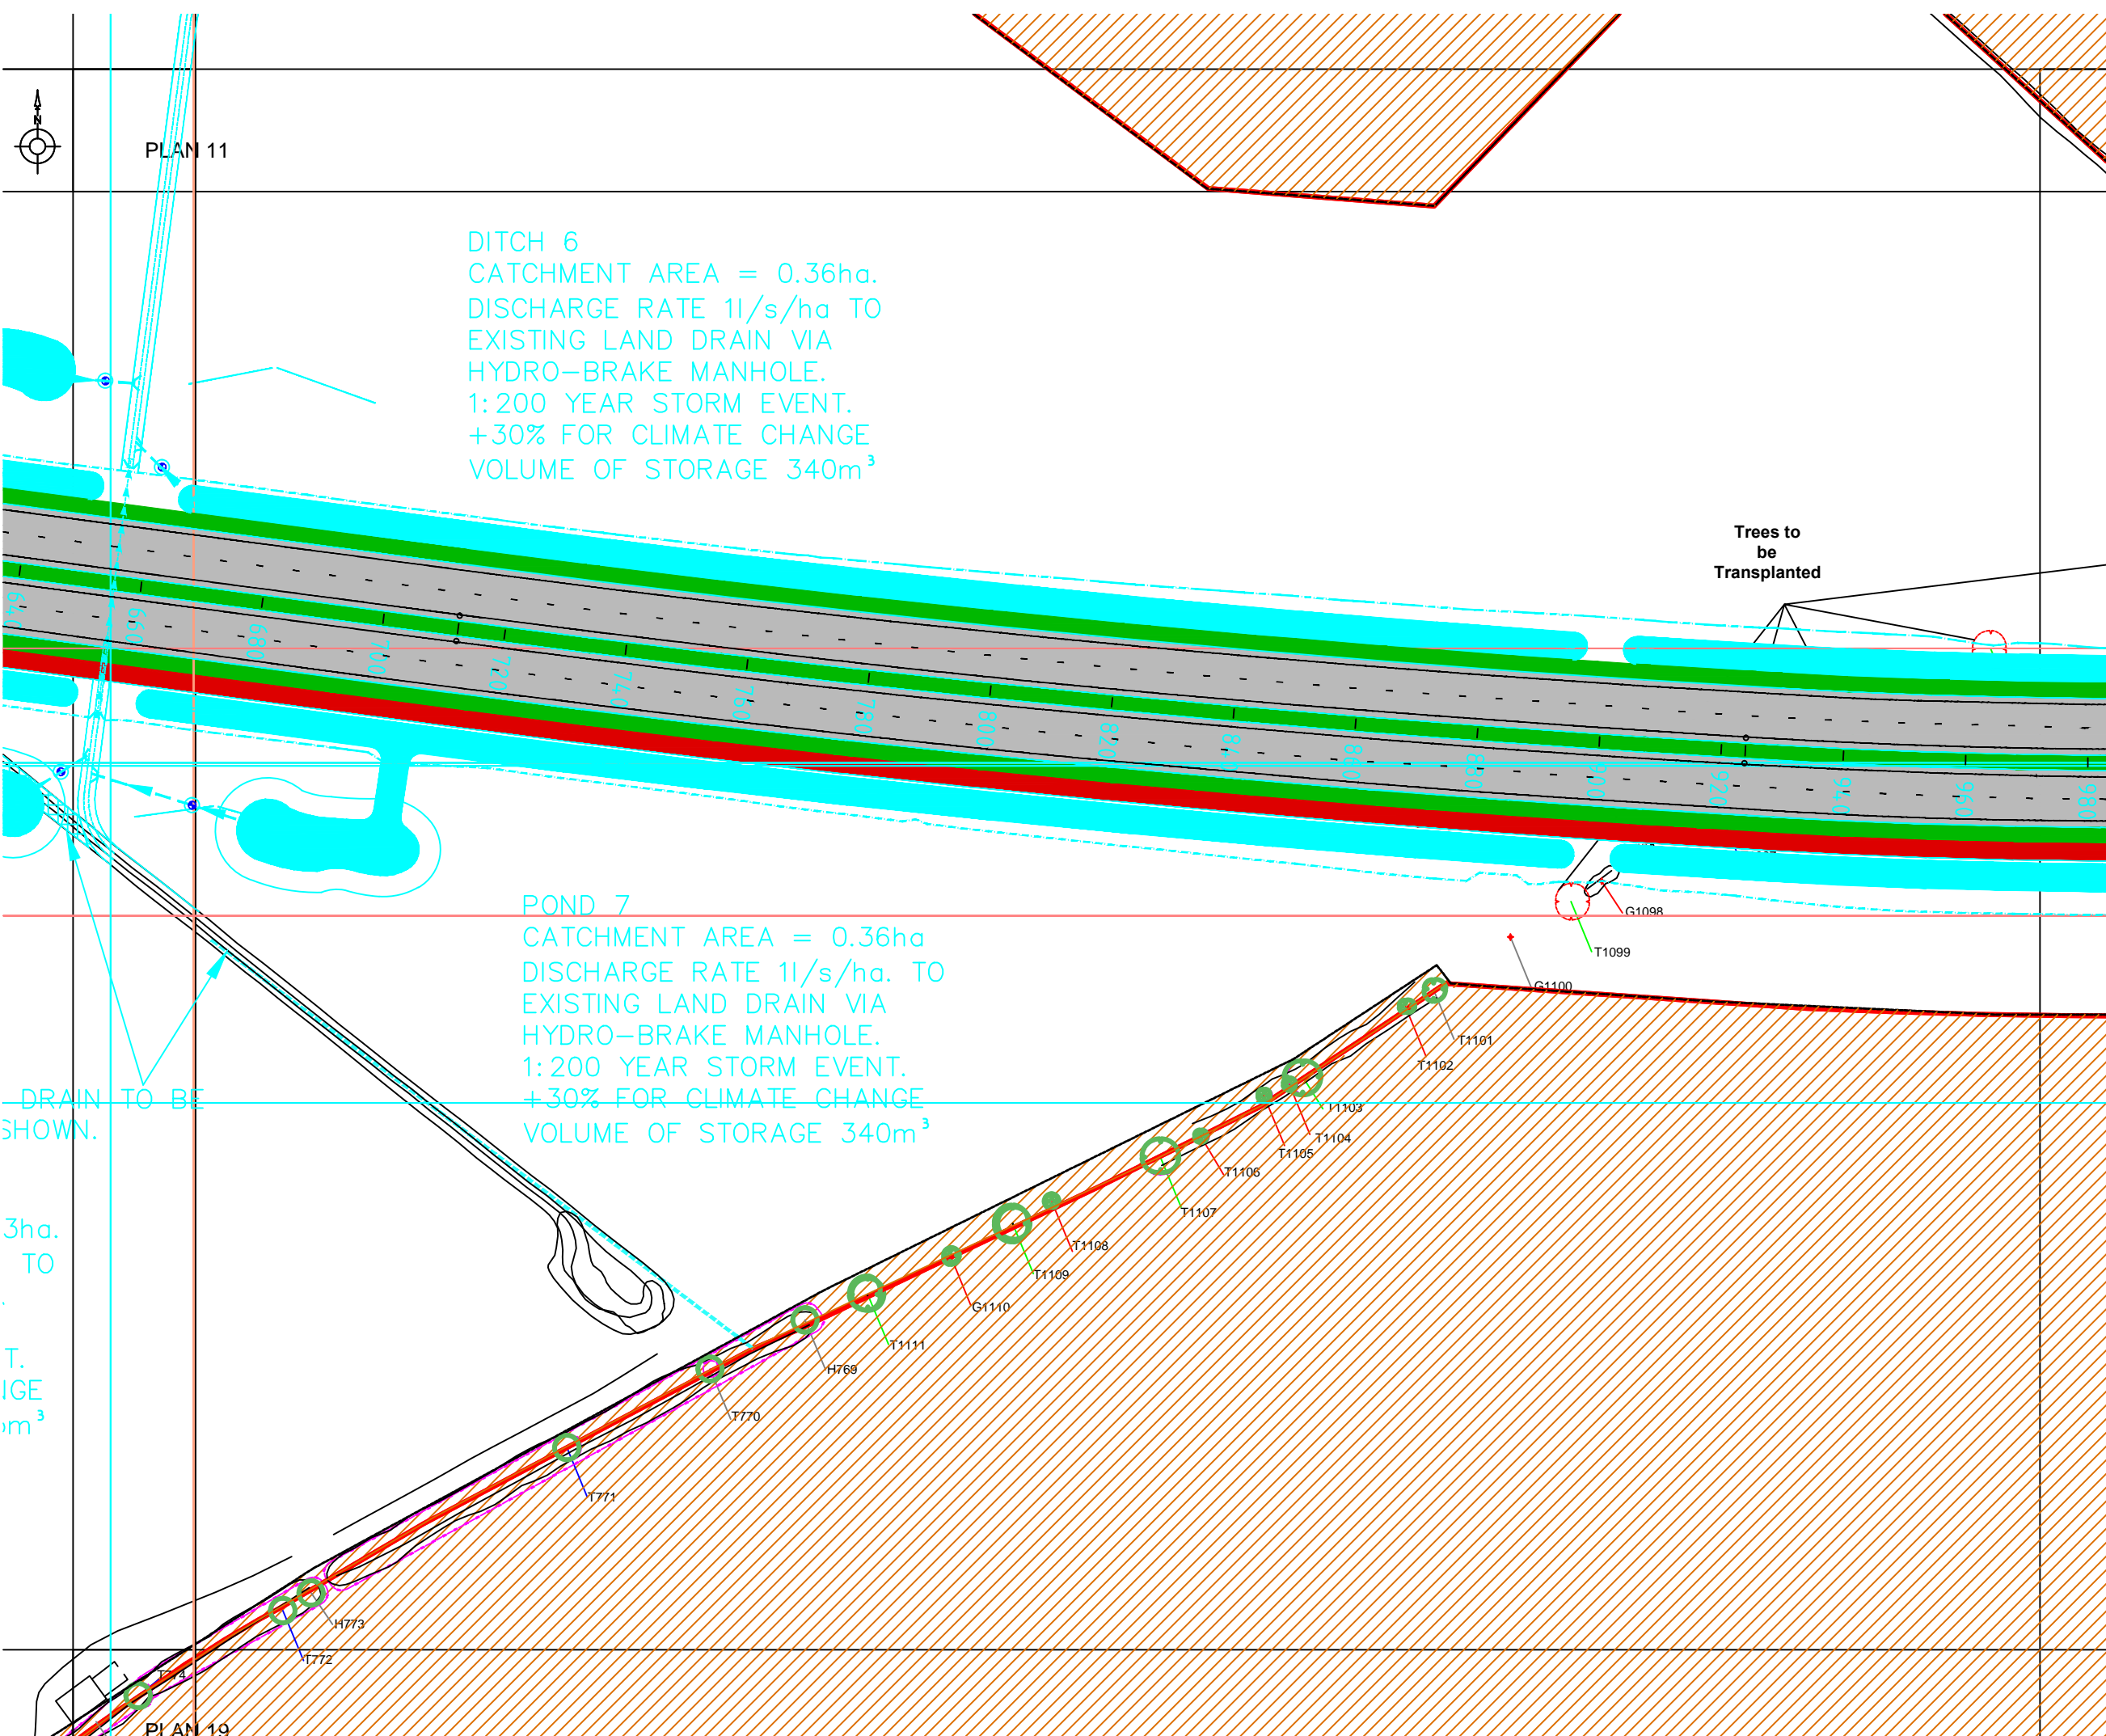 N
PLAN 11
DITCH 6
CATCHMENT AREA = 0.36ha.
DISCHARGE RATE 1l/s/ha TO
EXISTING LAND DRAIN VIA
HYDRO-BRAKE MANHOLE.
1:200 YEAR STORM EVENT.
+30% FOR CLIMATE CHANGE
VOLUME OF STORAGE 340m³
Trees to
be
Transplanted
640
660
680
700
720
740
760
780
800
820
860
880
900
920
940
960
980
G1098
T1099
G1100
POND 7
CATCHMENT AREA = 0.36ha
DISCHARGE RATE 1l/s/ha. TO
EXISTING LAND DRAIN VIA
HYDRO-BRAKE MANHOLE.
1:200 YEAR STORM EVENT.
+30% FOR CLIMATE CHANGE
VOLUME OF STORAGE 340m³
DRAIN TO BE
SHOWN.
3ha.
TO
T.
NGE
m³
T1101
T1102
T1103
T1104
T1105
T1106
T1107
T1108
T1109
G1110
T1111
H769
T770
T771
H773
T772
T774
PLAN 19